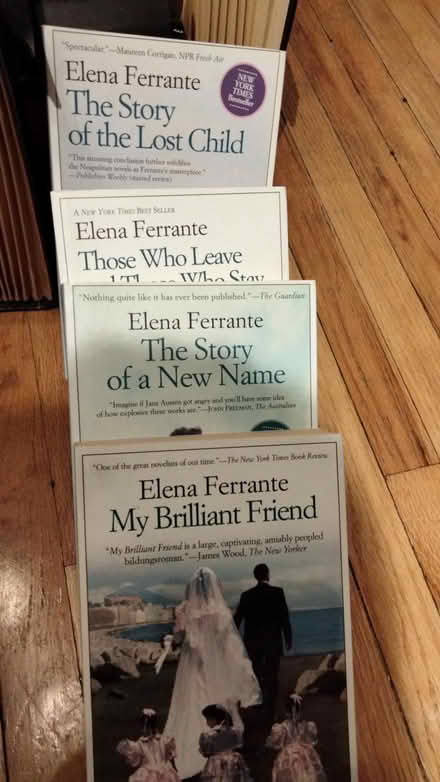 "Spectacular."—Maureen Corrigan, NPR Fresh Air
Elena Ferrante
The Story
of the Lost Child
NEW
YORK
TIMES
Bestseller
"This stunning conclusion further solidifies
the Neapolitan novels as Ferrante's masterpiece."
—Publishers Weekly (starred review)
A New York Times Best Seller
Elena Ferrante
Those Who Leave
and Those Who Stay
"Nothing quite like it has ever been published."—The Guardian
Elena Ferrante
The Story
of a New Name
"Imagine if Jane Austen got angry and you'll have some idea
of how explosive these works are."—John Freeman, The Australian
"One of the great novelists of our time."—The New York Times Book Review
Elena Ferrante
My Brilliant Friend
"My Brilliant Friend is a large, captivating, amiably peopled
bildungsroman."—James Wood, The New Yorker